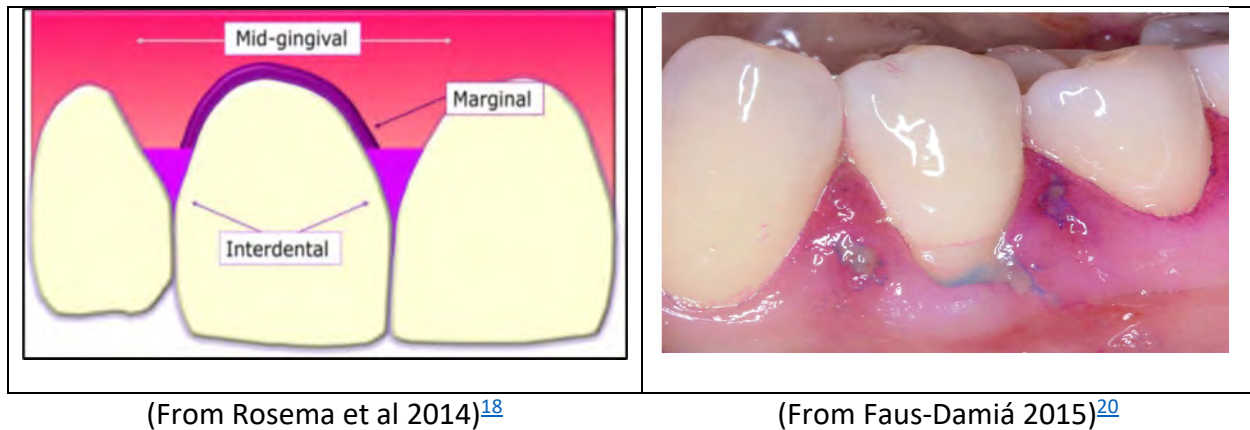 Mid-gingival
Marginal
Interdental
(From Rosema et al 2014)18
(From Faus-Damiá 2015)20